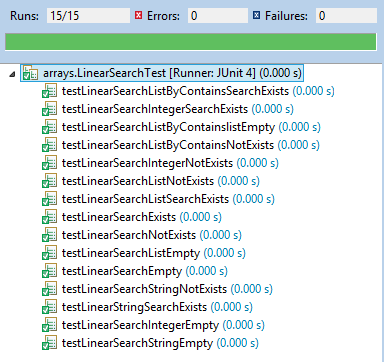 Runs: 15/15 Errors: 0 Failures: 0
arrays.LinearSearchTest [Runner: JUnit 4] (0.000 s)
testLinearSearchListByContainsSearchExists (0.000 s)
testLinearSearchIntegerSearchExists (0.000 s)
testLinearSearchListByContainslistEmpty (0.000 s)
testLinearSearchListByContainsNotExists (0.000 s)
testLinearSearchIntegerNotExists (0.000 s)
testLinearSearchListNotExists (0.000 s)
testLinearSearchListSearchExists (0.000 s)
testLinearSearchExists (0.000 s)
testLinearSearchNotExists (0.000 s)
testLinearSearchListEmpty (0.000 s)
testLinearSearchEmpty (0.000 s)
testLinearSearchStringNotExists (0.000 s)
testLinearStringSearchExists (0.000 s)
testLinearSearchIntegerEmpty (0.000 s)
testLinearSearchStringEmpty (0.000 s)